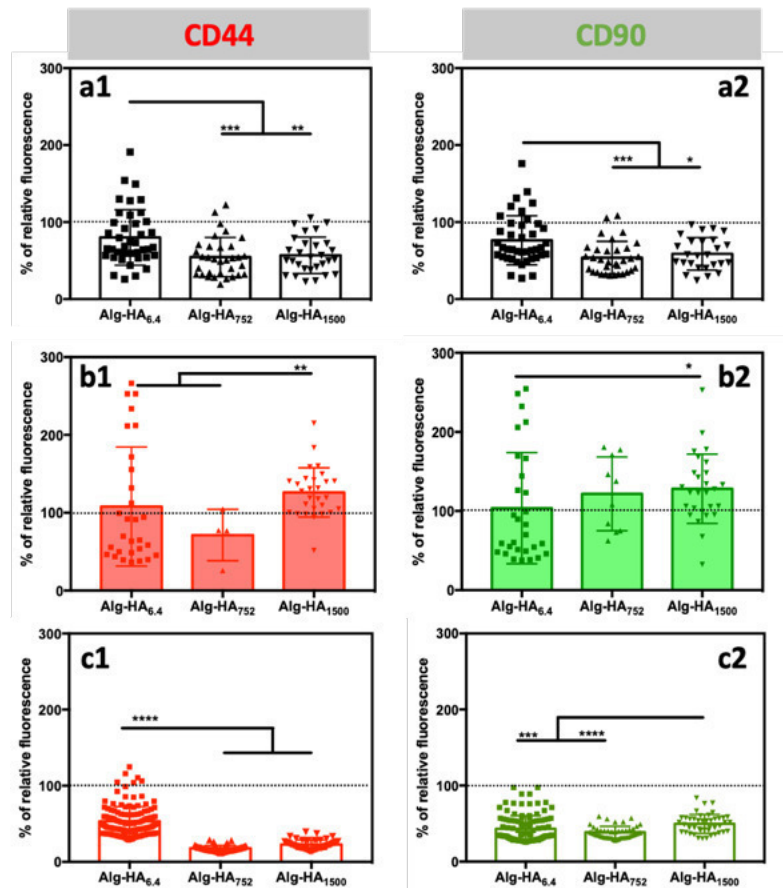 CD44
CD90
a1
% of relative fluorescence
300
200
100
0
***
**
Alg-HA6.4
Alg-HA752
Alg-HA1500
a2
% of relative fluorescence
300
200
100
0
***
*
Alg-HA6.4
Alg-HA752
Alg-HA1500
b1
% of relative fluorescence
300
200
100
0
**
Alg-HA6.4
Alg-HA752
Alg-HA1500
b2
% of relative fluorescence
300
200
100
0
*
Alg-HA6.4
Alg-HA752
Alg-HA1500
c1
% of relative fluorescence
300
200
100
0
****
Alg-HA6.4
Alg-HA752
Alg-HA1500
c2
% of relative fluorescence
300
200
100
0
***
****
Alg-HA6.4
Alg-HA752
Alg-HA1500